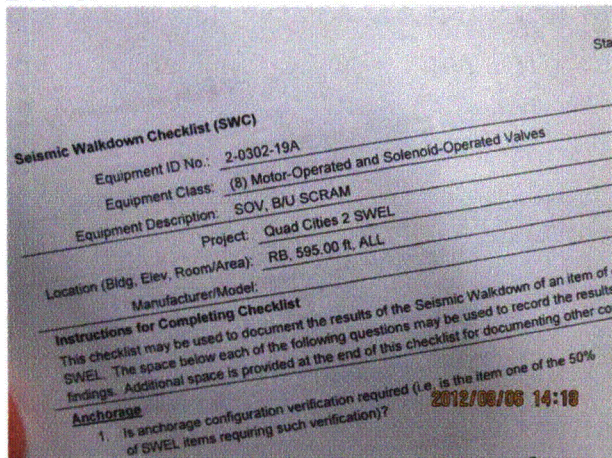 Sta
Seismic Walkdown Checklist (SWC)
Equipment ID No.: 2-0302-19A
Equipment Class: (8) Motor-Operated and Solenoid-Operated Valves
Equipment Description: SOV, B/U SCRAM
Project: Quad Cities 2 SWEL
Location (Bldg, Elev, Room/Area): RB, 595.00 ft, ALL
Manufacturer/Model:
Instructions for Completing Checklist
This checklist may be used to document the results of the Seismic Walkdown of an item of
SWEL. The space below each of the following questions may be used to record the results
findings. Additional space is provided at the end of this checklist for documenting other co
Anchorage
1. Is anchorage configuration verification required (i.e. is the item one of the 50%
of SWEL items requiring such verification)?
14:19